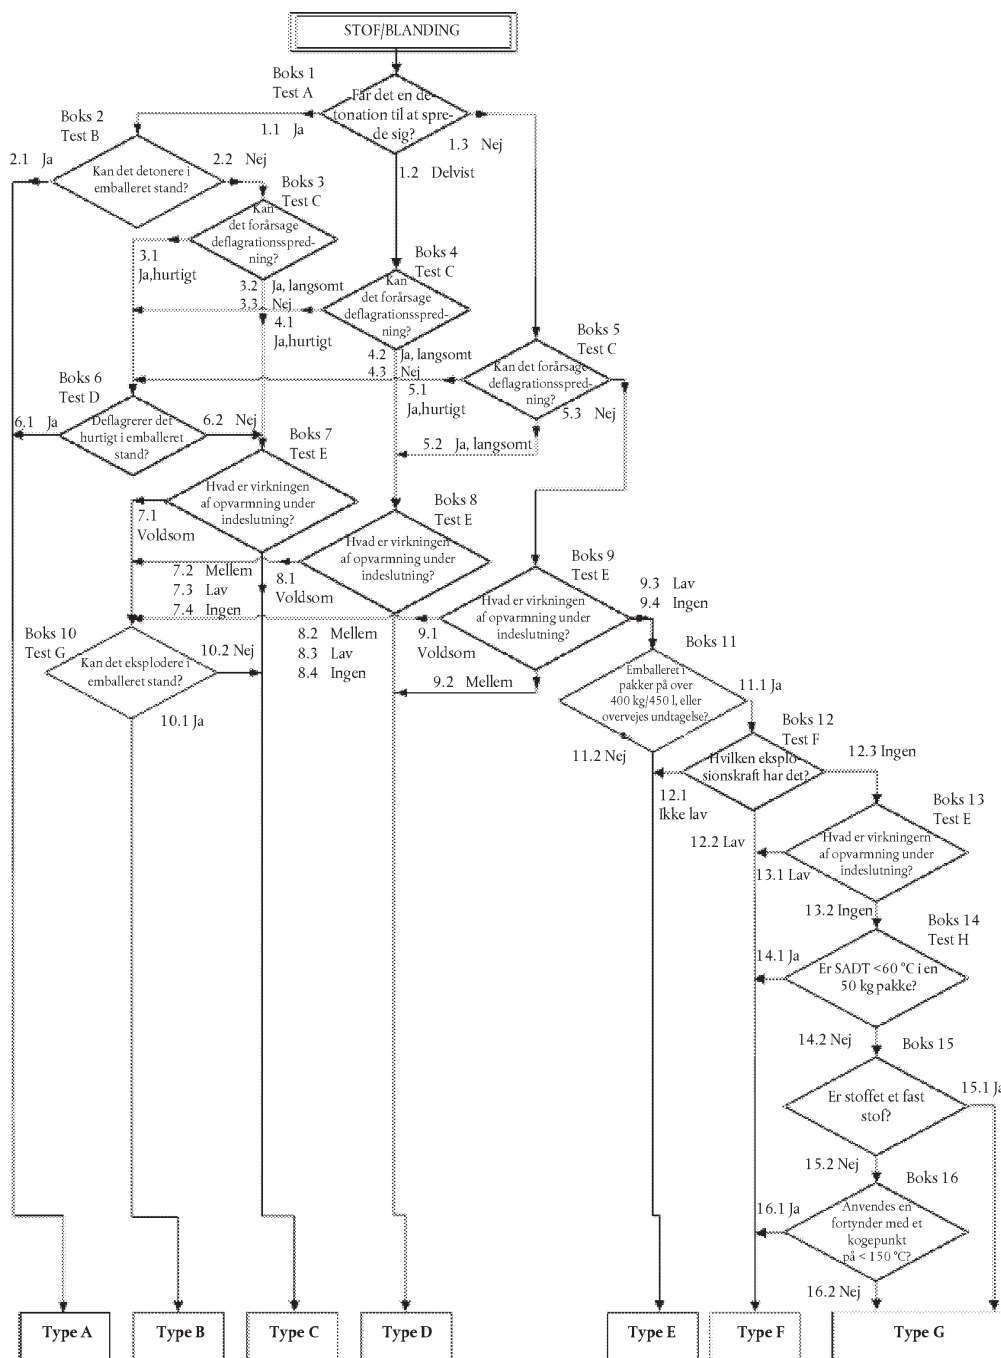 STOF/BLANDING
Boks 1
Test A
Får det en de-
tonation til at spre-
de sig?
1.1 Ja
1.2 Delvist
1.3 Nej
Boks 2
Test B
Kan det detonere i
emballeret stand?
2.1 Ja
2.2 Nej
Boks 3
Test C
Kan
det forårsage
deflagrationsspred-
ning?
3.1
Ja,hurtigt
3.2 Ja, langsomt
3.3 Nej
Boks 4
Test C
Kan
det forårsage
deflagrationsspred-
ning?
4.1
Ja,hurtigt
4.2 Ja, langsomt
4.3 Nej
Boks 5
Test C
Kan det forårsage
deflagrationsspred-
ning?
5.1
Ja,hurtigt
5.2 Ja, langsomt
5.3 Nej
Boks 6
Test D
Deflagrerer det
hurtigt i emballeret
stand?
6.1 Ja
6.2 Nej
Boks 7
Test E
Hvad er virkningen
af opvarmning under
indeslutning?
7.1
Voldsom
7.2 Mellem
7.3 Lav
7.4 Ingen
Boks 8
Test E
Hvad er virkningen
af opvarmning under
indeslutning?
8.1
Voldsom
8.2 Mellem
8.3 Lav
8.4 Ingen
Boks 9
Test E
Hvad er virkningen
af opvarmning under
indeslutning?
9.1
Voldsom
9.2 Mellem
9.3 Lav
9.4 Ingen
Boks 10
Test G
Kan det eksplodere i
emballeret stand?
10.2 Nej
10.1 Ja
Boks 11
Emballeret i
pakker på over
400 kg/450 l, eller
overvejes undtagelse?
11.1 Ja
11.2 Nej
Boks 12
Test F
Hvilken eksplo-
sionskraft har det?
12.1
Ikke lav
12.2 Lav
12.3 Ingen
Boks 13
Test E
Hvad er virkningern
af opvarmning under
indeslutning?
13.1 Lav
13.2 Ingen
Boks 14
Test H
Er SADT <60 °C i en
50 kg pakke?
14.1 Ja
14.2 Nej
Boks 15
Er stoffet et fast
stof?
15.1 Ja
15.2 Nej
Boks 16
Anvendes en
fortynder med et
kogepunkt
på < 150 °C?
16.1 Ja
16.2 Nej
Type A
Type B
Type C
Type D
Type E
Type F
Type G